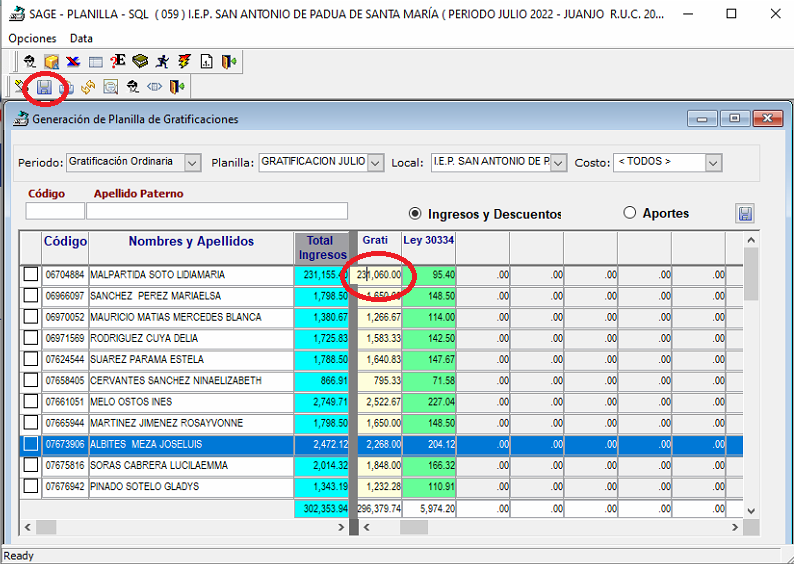 SAGE - PLANILLA - SQL ( 059 ) I.E.P. SAN ANTONIO DE PADUA DE SANTA MARÍA ( PERIODO JULIO 2022 - JUANJO R.U.C. 20...
Opciones Data
Generación de Planilla de Gratificaciones
Periodo: Gratificación Ordinaria Planilla: GRATIFICACION JULIO Local: I.E.P. SAN ANTONIO DE P Costo: < TODOS >
Código Apellido Paterno
Ingresos y Descuentos Aportes
Código Nombres y Apellidos Total Ingresos Grati Ley 30334
06704884 MALPARTIDA SOTO LIDIAMARIA 231,155.40 231,060.00 95.40 .00 .00 .00 .00 .00
06966097 SANCHEZ PEREZ MARIAELSA 1,798.50 1,650.00 148.50 .00 .00 .00 .00 .00
06970052 MAURICIO MATIAS MERCEDES BLANCA 1,380.67 1,266.67 114.00 .00 .00 .00 .00 .00
06971569 RODRIGUEZ CUYA DELIA 1,725.83 1,583.33 142.50 .00 .00 .00 .00 .00
07624544 SUAREZ PARAMA ESTELA 1,788.50 1,640.83 147.67 .00 .00 .00 .00 .00
07658405 CERVANTES SANCHEZ NINAELIZABETH 866.91 795.33 71.58 .00 .00 .00 .00 .00
07661051 MELO OSTOS INES 2,749.71 2,522.67 227.04 .00 .00 .00 .00 .00
07665944 MARTINEZ JIMENEZ ROSAYVONNE 1,798.50 1,650.00 148.50 .00 .00 .00 .00 .00
07673906 ALBITES MEZA JOSELUIS 2,472.12 2,268.00 204.12 .00 .00 .00 .00 .00
07675816 SORAS CABRERA LUCILAEMMA 2,014.32 1,848.00 166.32 .00 .00 .00 .00 .00
07676942 PINADO SOTELO GLADYS 1,343.19 1,232.28 110.91 .00 .00 .00 .00 .00
302,353.94 296,379.74 5,974.20 .00 .00 .00 .00 .00
Ready